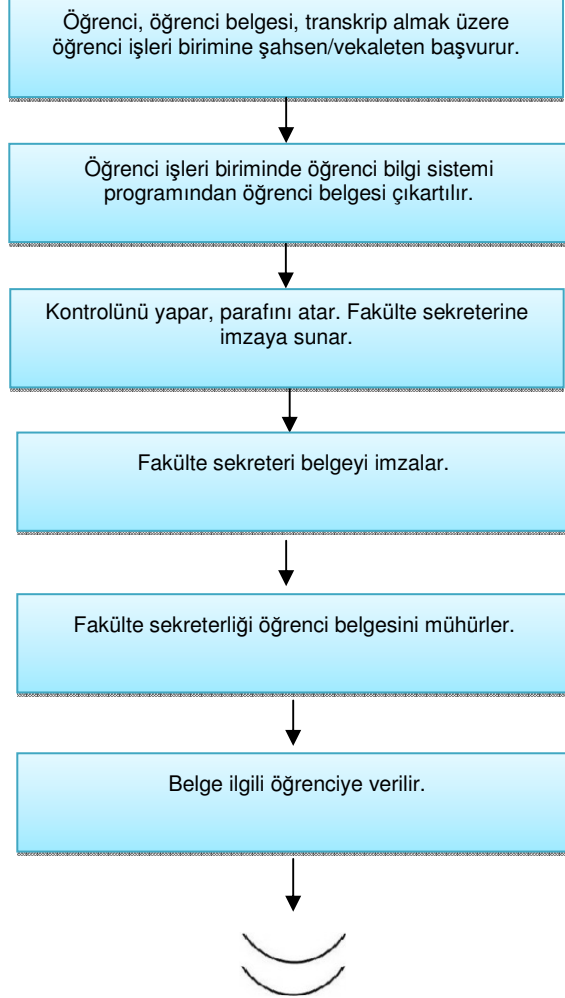 Öğrenci, öğrenci belgesi, transkrip almak üzere
öğrenci işleri birimine şahsen/vekaleten başvurur.
Öğrenci işleri biriminde öğrenci bilgi sistemi
programından öğrenci belgesi çıkartılır.
Kontrolünü yapar, parafını atar. Fakülte sekreterine
imzaya sunar.
Fakülte sekreteri belgeyi imzalar.
Fakülte sekreterliği öğrenci belgesini mühürler.
Belge ilgili öğrenciye verilir.